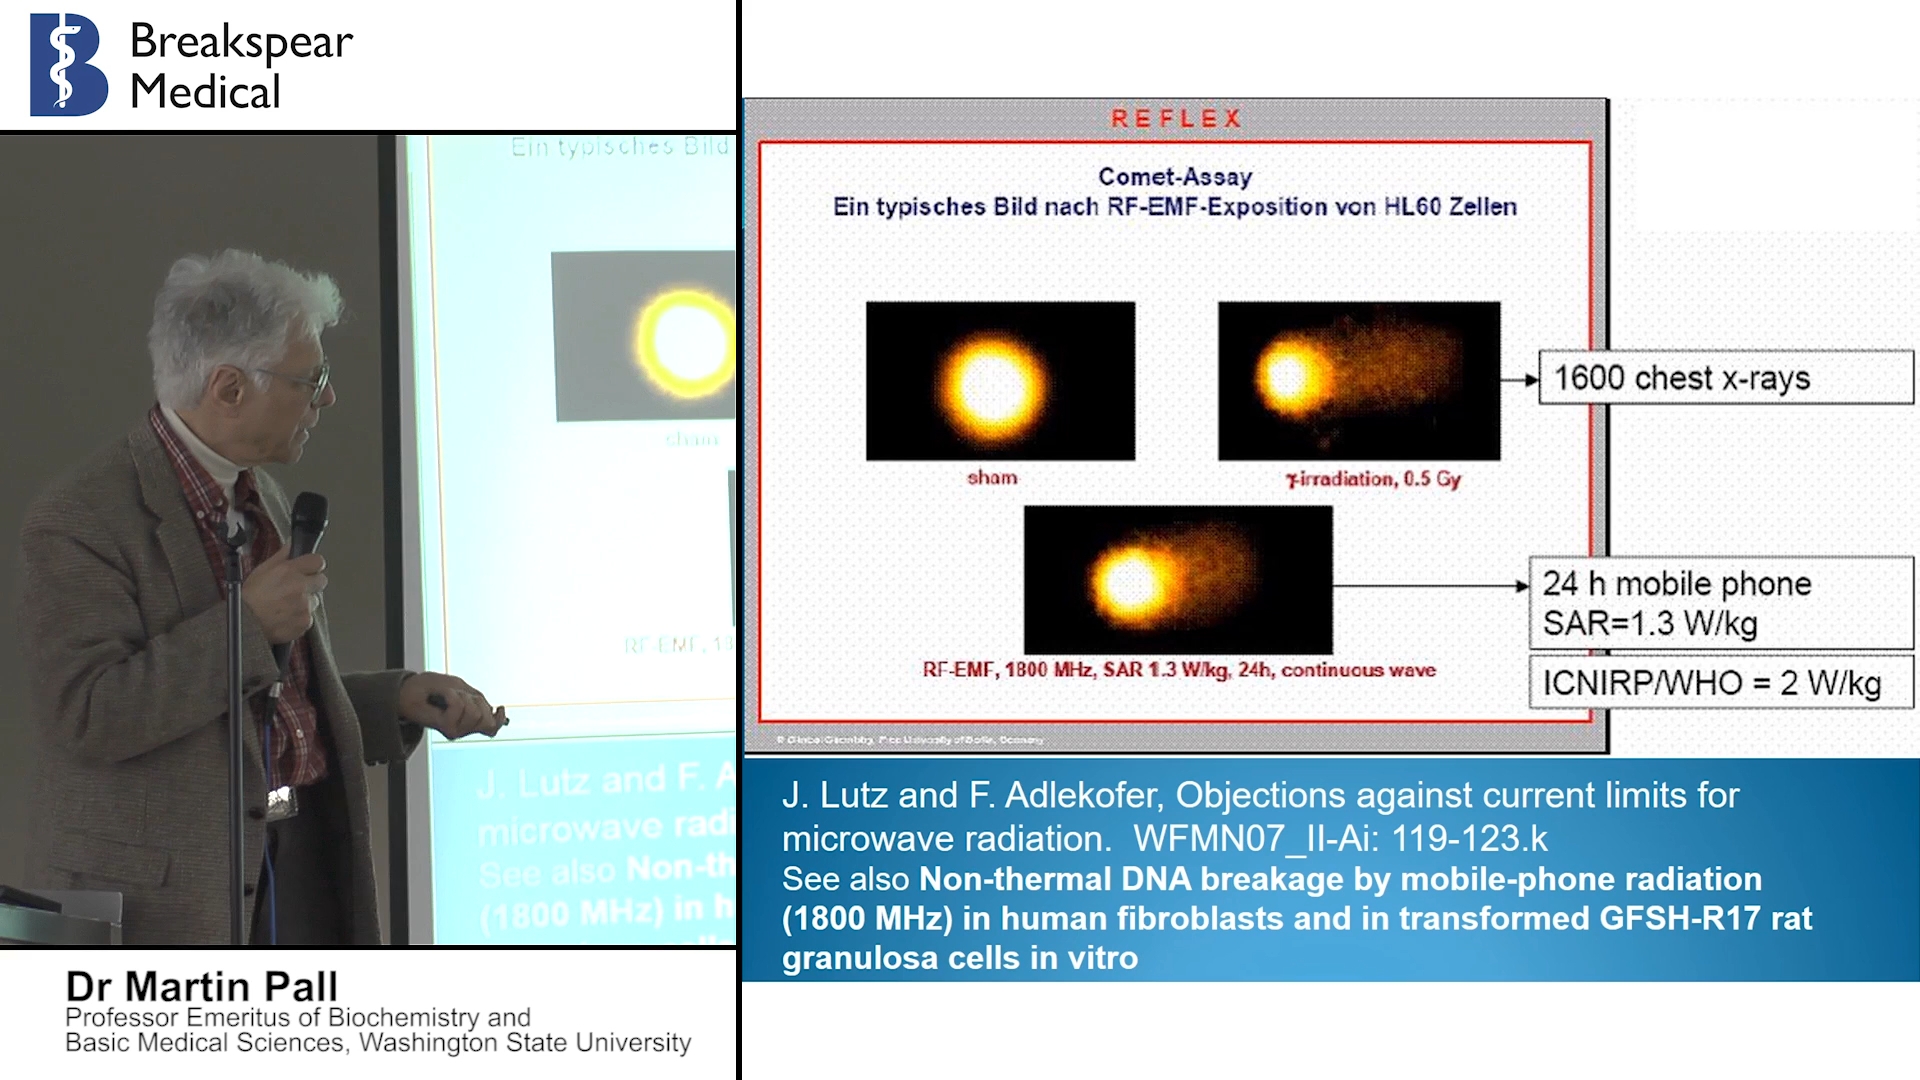 Breakspear
Medical
Ein typisches Bild
sham
RF-EMF, 18
J. Lutz and F. A
microwave radi
See also Non-th
(1800 MHz) in h
Dr Martin Pall
Professor Emeritus of Biochemistry and
Basic Medical Sciences, Washington State University
REFLEX
Comet-Assay
Ein typisches Bild nach RF-EMF-Exposition von HL60 Zellen
sham
γ-irradiation, 0.5 Gy
1600 chest x-rays
RF-EMF, 1800 MHz, SAR 1.3 W/kg, 24h, continuous wave
24 h mobile phone
SAR=1.3 W/kg
ICNIRP/WHO = 2 W/kg
J. Lutz and F. Adlekofer, Objections against current limits for
microwave radiation. WFMN07_II-Ai: 119-123.k
See also Non-thermal DNA breakage by mobile-phone radiation
(1800 MHz) in human fibroblasts and in transformed GFSH-R17 rat
granulosa cells in vitro